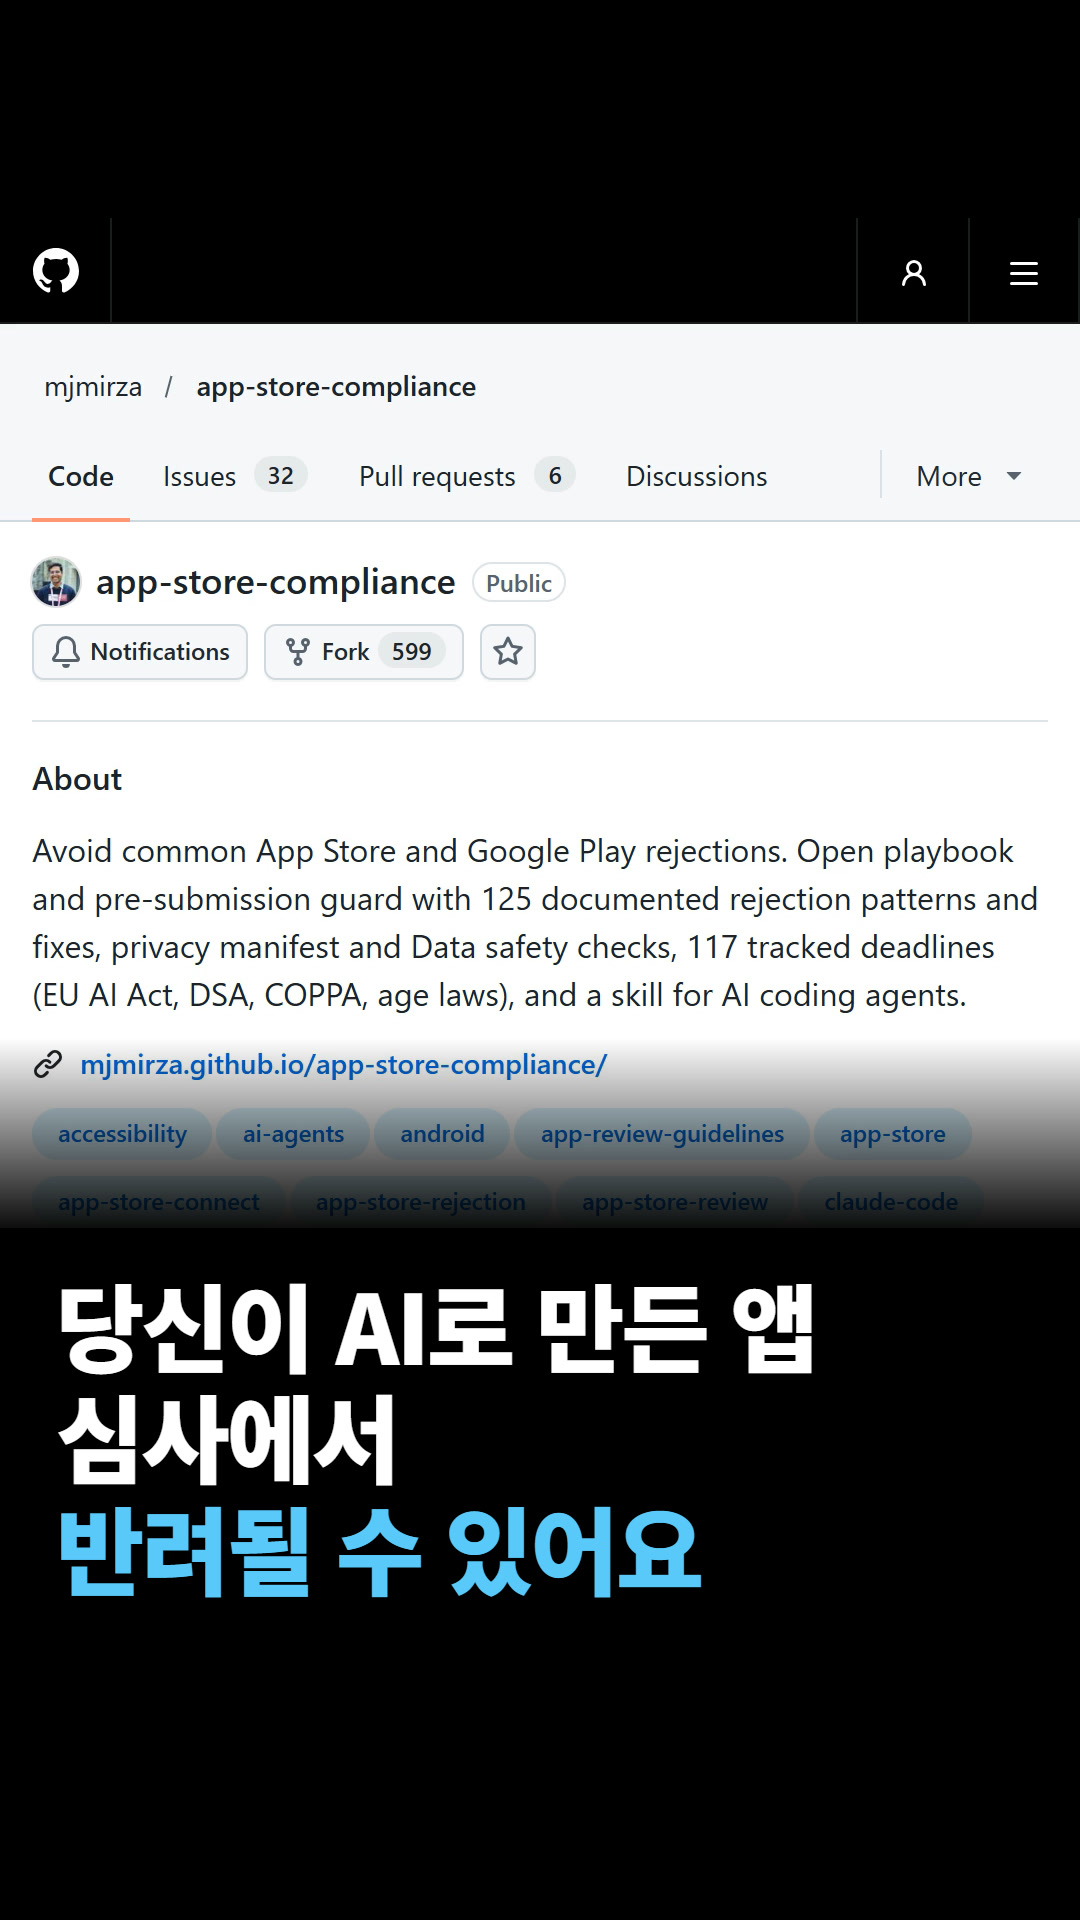 mjmirza / app-store-compliance
Code Issues 32 Pull requests 6 Discussions More
app-store-compliance Public
Notifications Fork 599
About
Avoid common App Store and Google Play rejections. Open playbook
and pre-submission guard with 125 documented rejection patterns and
fixes, privacy manifest and Data safety checks, 117 tracked deadlines
(EU AI Act, DSA, COPPA, age laws), and a skill for AI coding agents.
mjmirza.github.io/app-store-compliance/
accessibility ai-agents android app-review-guidelines app-store
app-store-connect app-store-rejection app-store-review claude-code
당신이 AI로 만든 앱
심사에서
반려될 수 있어요